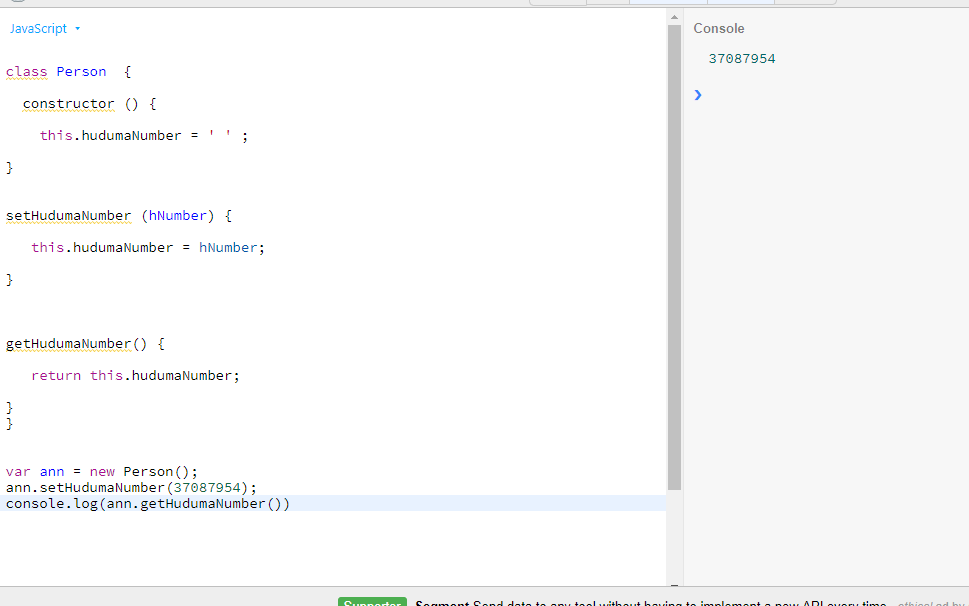 JavaScript
Console
class Person {
37087954
constructor () {
this.hudumaNumber = ' ' ;
}
setHudumaNumber (hNumber) {
this.hudumaNumber = hNumber;
}
getHudumaNumber() {
return this.hudumaNumber;
}
}
var ann = new Person();
ann.setHudumaNumber(37087954);
console.log(ann.getHudumaNumber())
Supporter Segment Send data to any tool without having to implement a new API every time. ethical ad by